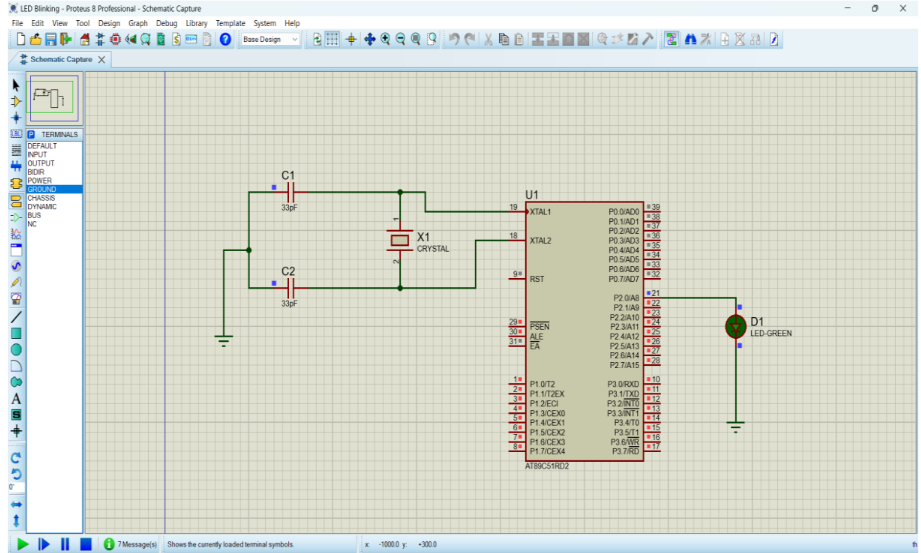 LED Blinking - Proteus 8 Professional - Schematic Capture
File Edit View Tool Design Graph Debug Library Template System Help
Base Design
Schematic Capture
P TERMINALS
DEFAULT
INPUT
OUTPUT
BIDIR
POWER
GROUND
CHASSIS
DYNAMIC
BUS
NC
C1
33pF
X1
CRYSTAL
1
2
C2
33pF
U1
19 XTAL1
18 XTAL2
9 RST
29 PSEN
30 ALE
31 EA
1 P1.0/T2
2 P1.1/T2EX
3 P1.2/ECI
4 P1.3/CEX0
5 P1.4/CEX1
6 P1.5/CEX2
7 P1.6/CEX3
8 P1.7/CEX4
P0.0/AD0 39
P0.1/AD1 38
P0.2/AD2 37
P0.3/AD3 36
P0.4/AD4 35
P0.5/AD5 34
P0.6/AD6 33
P0.7/AD7 32
P2.0/A8 21
P2.1/A9 22
P2.2/A10 23
P2.3/A11 24
P2.4/A12 25
P2.5/A13 26
P2.6/A14 27
P2.7/A15 28
P3.0/RXD 10
P3.1/TXD 11
P3.2/INT0 12
P3.3/INT1 13
P3.4/T0 14
P3.5/T1 15
P3.6/WR 16
P3.7/RD 17
AT89C51RD2
D1
LED-GREEN
0°
7 Message(s) Shows the currently loaded terminal symbols. x -1000.0 y: +300.0